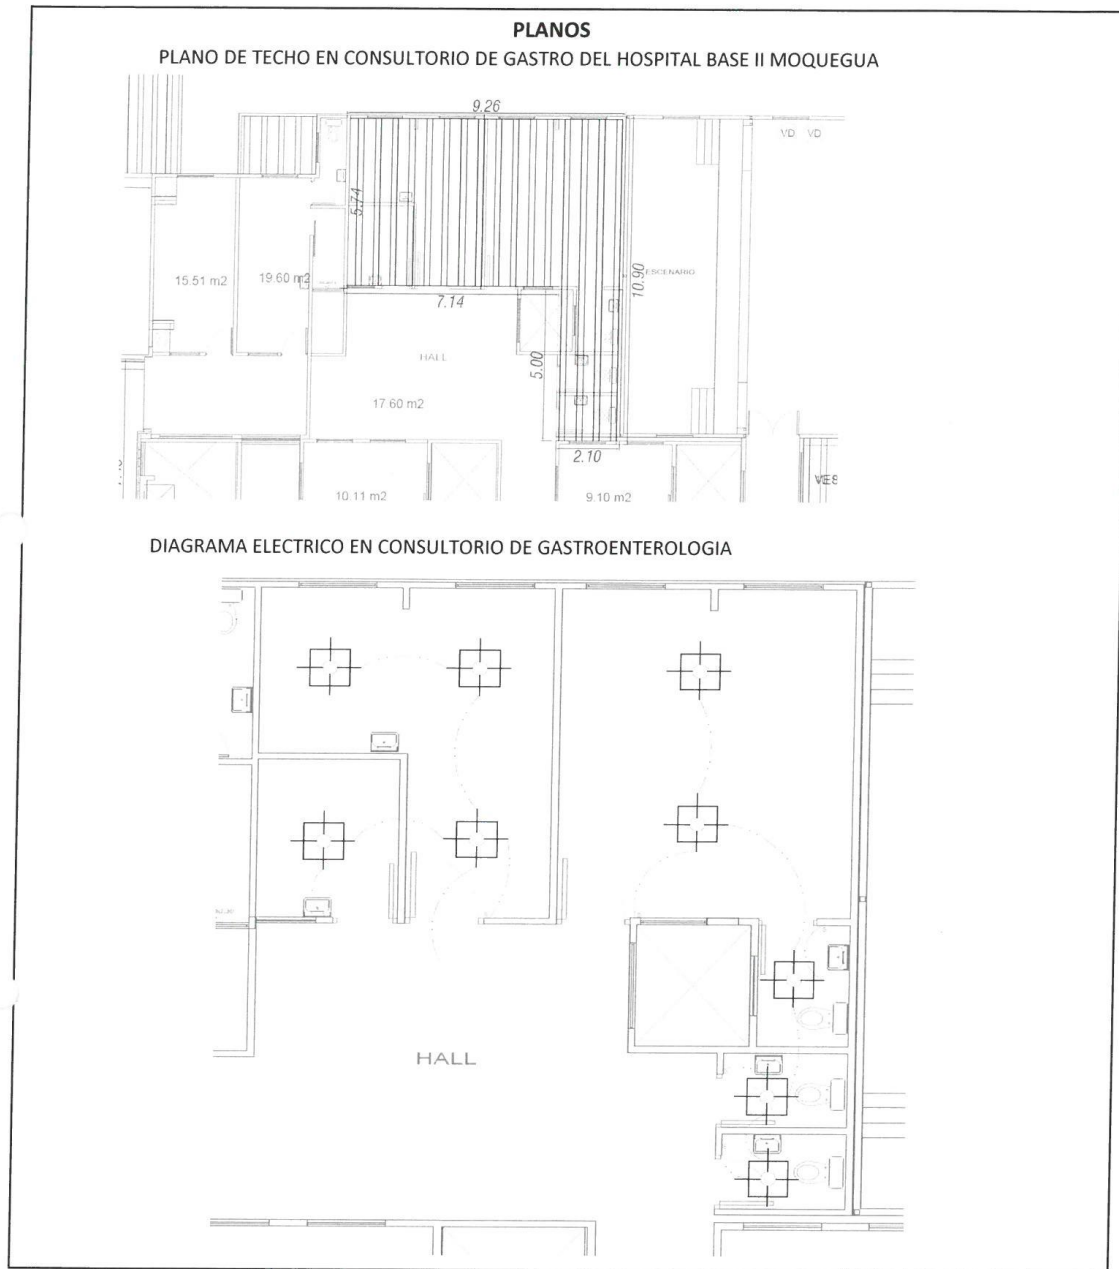 PLANOS
PLANO DE TECHO EN CONSULTORIO DE GASTRO DEL HOSPITAL BASE II MOQUEGUA
9.26
VD VD
5.74
15.51 m2
19.60 m2
ESCENARIO
10.90
7.14
HALL
5.00
17.60 m2
2.10
10.11 m2
9.10 m2
VES
DIAGRAMA ELECTRICO EN CONSULTORIO DE GASTROENTEROLOGIA
HALL